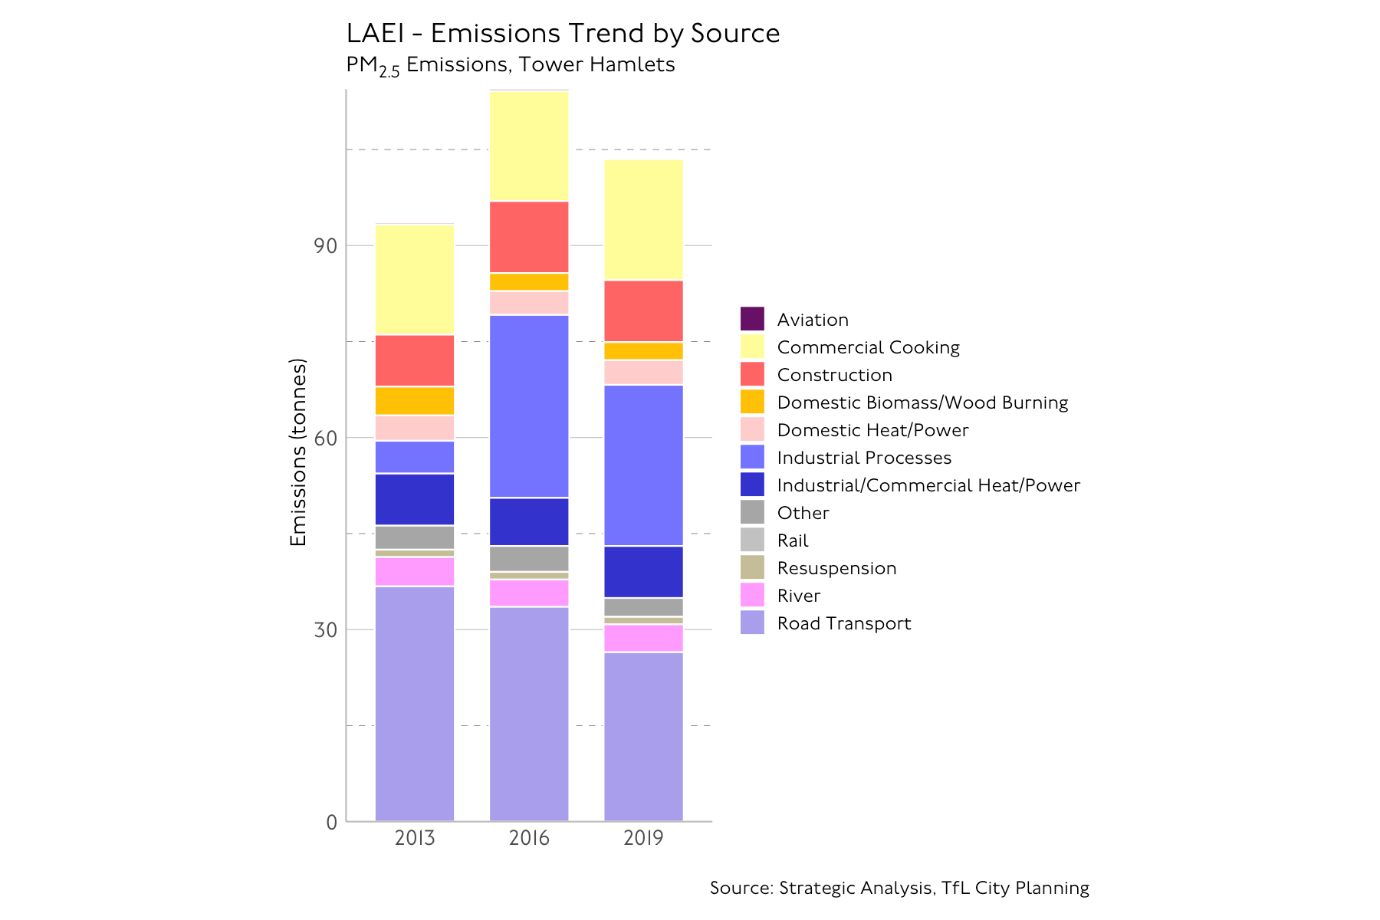 LAEI - Emissions Trend by Source
PM2.5 Emissions, Tower Hamlets
Emissions (tonnes)
90
60
30
0
2013 2016 2019
Aviation
Commercial Cooking
Construction
Domestic Biomass/Wood Burning
Domestic Heat/Power
Industrial Processes
Industrial/Commercial Heat/Power
Other
Rail
Resuspension
River
Road Transport
Source: Strategic Analysis, TfL City Planning